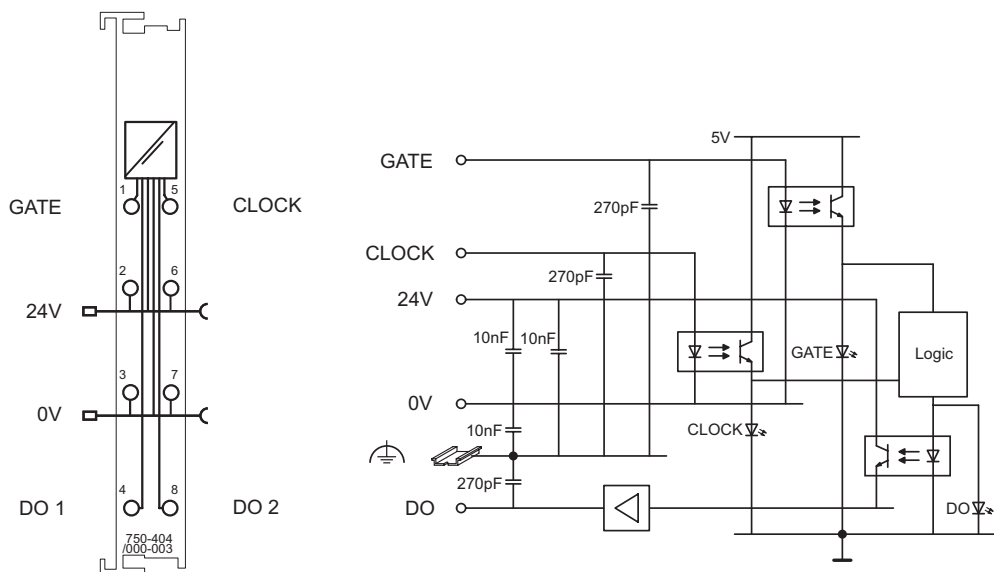 1
5
GATE
CLOCK
2
6
24V
3
7
0V
4
8
DO 1
DO 2
750-404
/000-003
5V
GATE
270pF
CLOCK
270pF
24V
10nF
10nF
GATE
Logic
0V
10nF
CLOCK
270pF
DO
DO